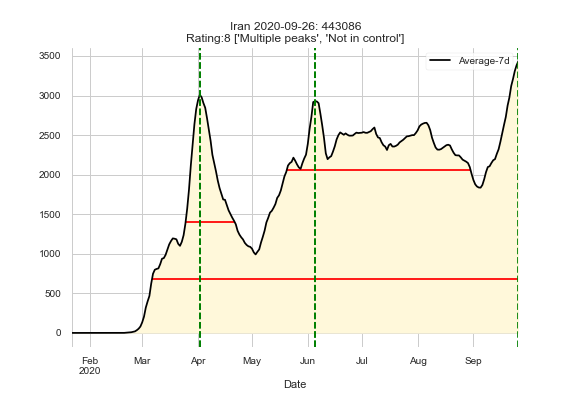 Iran 2020-09-26: 443086
Rating:8 ['Multiple peaks', 'Not in control']
Average-7d
3500
3000
2500
2000
1500
1000
500
0
Feb Mar Apr May Jun Jul Aug Sep
2020
Date